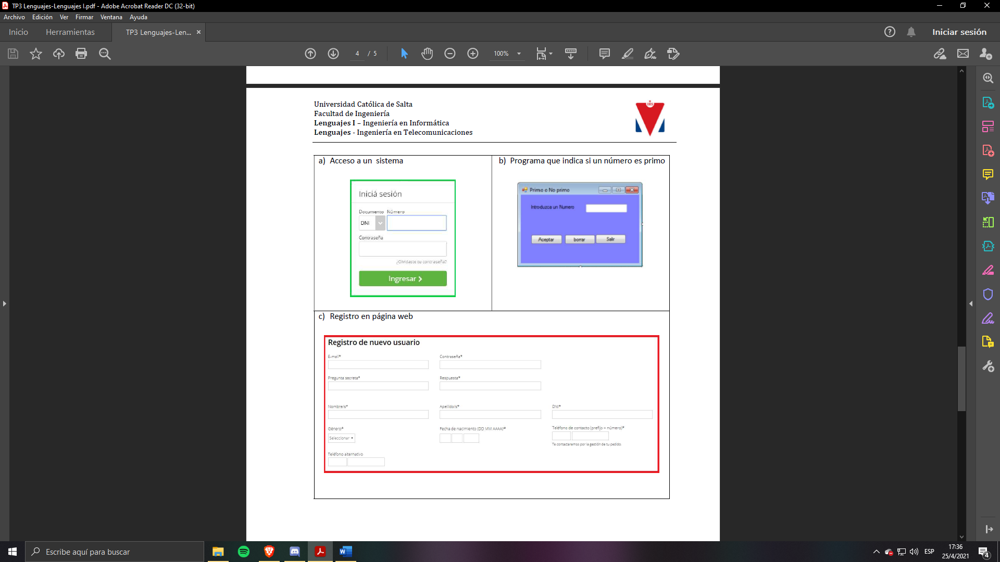 TP3 Lenguajes-Lenguajes I.pdf - Adobe Acrobat Reader DC (32-bit)
Archivo Edición Ver Firmar Ventana Ayuda
Inicio Herramientas TP3 Lenguajes-Len... Iniciar sesión
4 / 5 100%
Universidad Católica de Salta
Facultad de Ingeniería
Lenguajes I – Ingeniería en Informática
Lenguajes - Ingeniería en Telecomunicaciones
a) Acceso a un sistema
Iniciá sesión
Documento Número
DNI
Contraseña
¿Olvidaste tu contraseña?
Ingresar
b) Programa que indica si un número es primo
Primo o No primo
Introduzca un Numero
Aceptar borrar Salir
c) Registro en página web
Registro de nuevo usuario
E-mail* Contraseña*
Pregunta secreta* Respuesta*
Nombre/s* Apellido/s* DNI*
Género* Fecha de nacimiento (DD MM AAAA)* Teléfono de contacto (prefijo + número)*
Seleccionar
Te contactaremos por la gestión de tu pedido.
Teléfono alternativo
Escribe aquí para buscar
ESP
17:36
25/4/2021
4